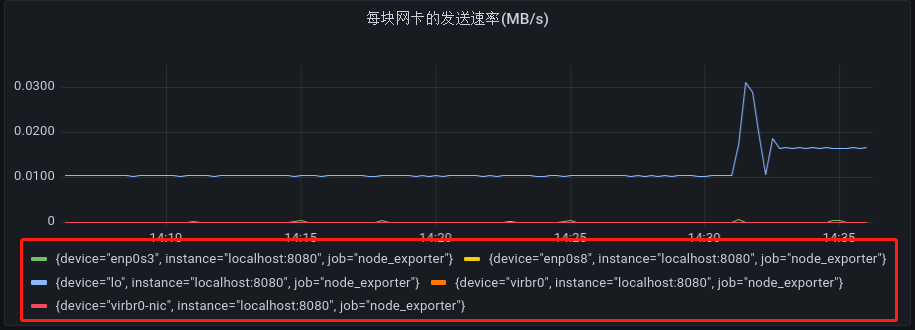 每块网卡的发送速率(MB/s)
0.0300
0.0200
0.0100
0
14:10 14:15 14:20 14:25 14:30 14:35
{device="enp0s3", instance="localhost:8080", job="node_exporter"} {device="enp0s8", instance="localhost:8080", job="node_exporter"}
{device="lo", instance="localhost:8080", job="node_exporter"} {device="virbr0", instance="localhost:8080", job="node_exporter"}
{device="virbr0-nic", instance="localhost:8080", job="node_exporter"}